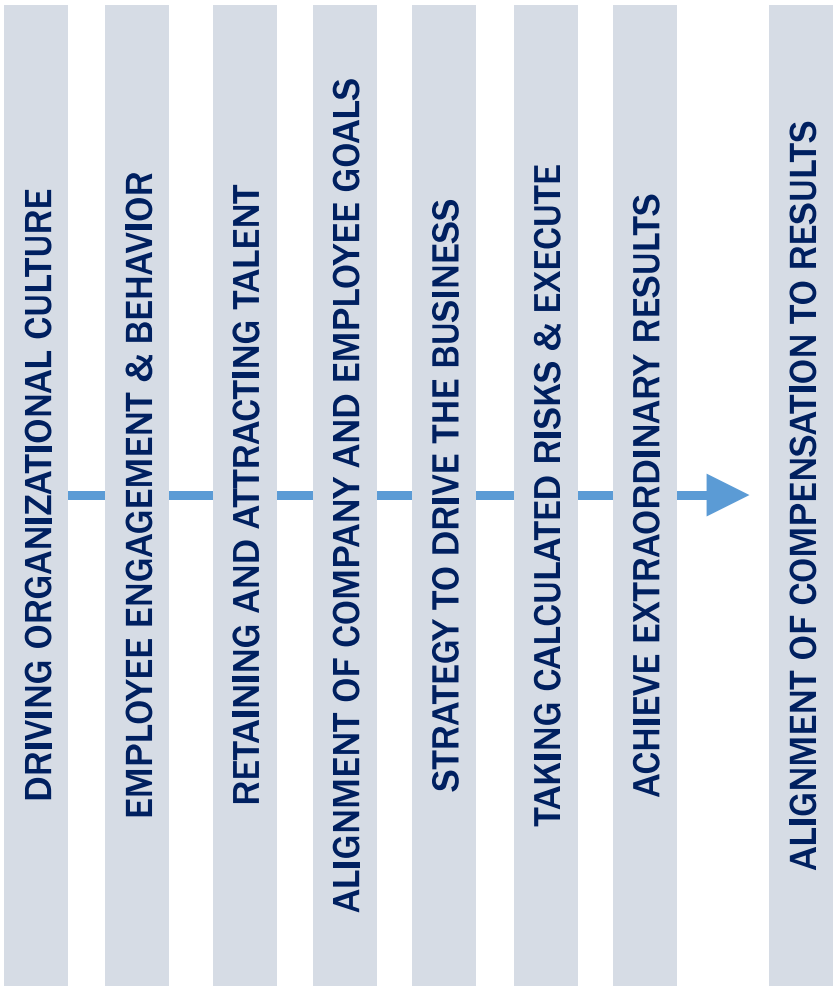 DRIVING ORGANIZATIONAL CULTURE
EMPLOYEE ENGAGEMENT & BEHAVIOR
RETAINING AND ATTRACTING TALENT
ALIGNMENT OF COMPANY AND EMPLOYEE GOALS
STRATEGY TO DRIVE THE BUSINESS
TAKING CALCULATED RISKS & EXECUTE
ACHIEVE EXTRAORDINARY RESULTS
ALIGNMENT OF COMPENSATION TO RESULTS